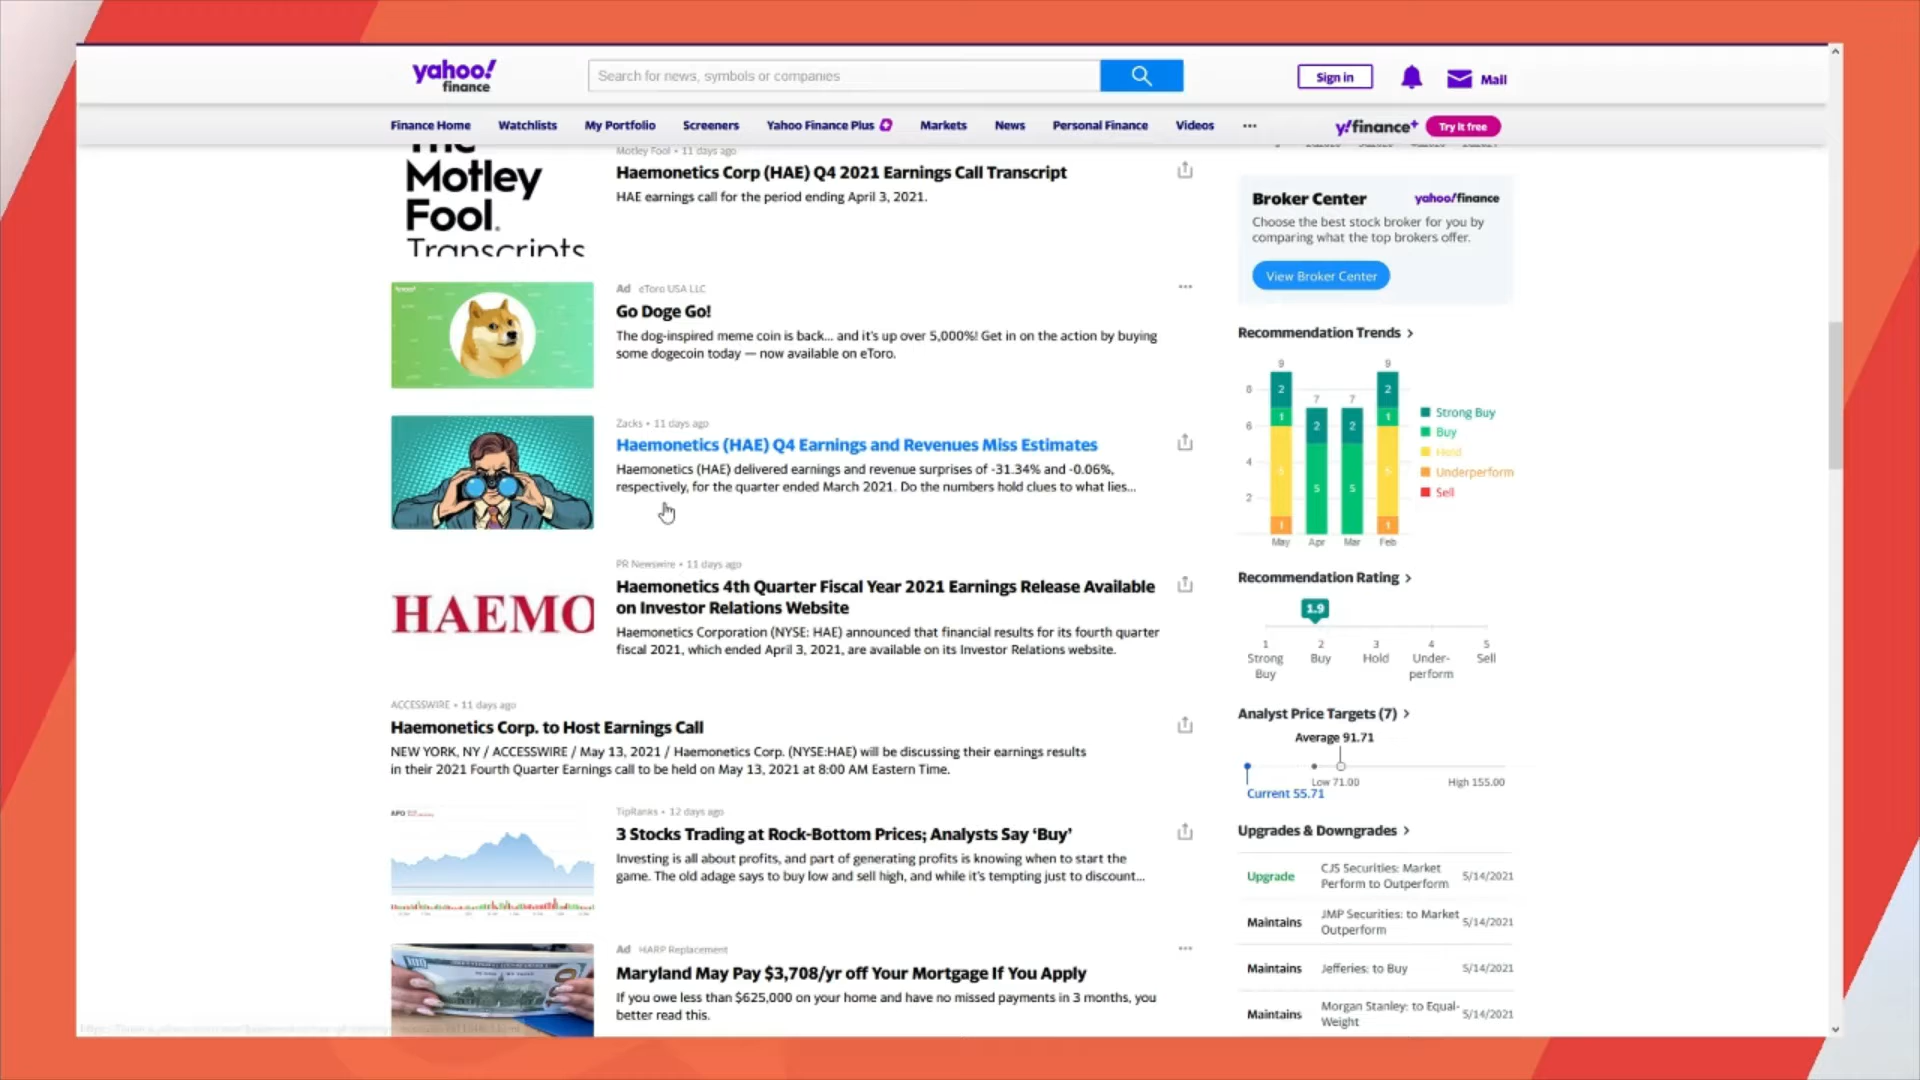 yahoo!
finance
Search for news, symbols or companies
Sign in
Mail
Finance Home
Watchlists
My Portfolio
Screeners
Yahoo Finance Plus
Markets
News
Personal Finance
Videos
...
y!finance+
Try it free
The
Motley
Fool.
Transcripts
Motley Fool • 11 days ago
Haemonetics Corp (HAE) Q4 2021 Earnings Call Transcript
HAE earnings call for the period ending April 3, 2021.
Ad eToro USA LLC
Go Doge Go!
The dog-inspired meme coin is back... and it's up over 5,000%! Get in on the action by buying
some dogecoin today — now available on eToro.
Zacks • 11 days ago
Haemonetics (HAE) Q4 Earnings and Revenues Miss Estimates
Haemonetics (HAE) delivered earnings and revenue surprises of -31.34% and -0.06%,
respectively, for the quarter ended March 2021. Do the numbers hold clues to what lies...
HAEMO
PR Newswire • 11 days ago
Haemonetics 4th Quarter Fiscal Year 2021 Earnings Release Available
on Investor Relations Website
Haemonetics Corporation (NYSE: HAE) announced that financial results for its fourth quarter
fiscal 2021, which ended April 3, 2021, are available on its Investor Relations website.
ACCESSWIRE • 11 days ago
Haemonetics Corp. to Host Earnings Call
NEW YORK, NY / ACCESSWIRE / May 13, 2021 / Haemonetics Corp. (NYSE:HAE) will be discussing their earnings results
in their 2021 Fourth Quarter Earnings call to be held on May 13, 2021 at 8:00 AM Eastern Time.
APO
TipRanks • 12 days ago
3 Stocks Trading at Rock-Bottom Prices; Analysts Say ‘Buy’
Investing is all about profits, and part of generating profits is knowing when to start the
game. The old adage says to buy low and sell high, and while it's tempting just to discount...
Ad HARP Replacement
Maryland May Pay $3,708/yr off Your Mortgage If You Apply
If you owe less than $625,000 on your home and have no missed payments in 3 months, you
better read this.
Broker Center
yahoo!finance
Choose the best stock broker for you by
comparing what the top brokers offer.
View Broker Center
Recommendation Trends >
9 7 7 9
8
6
4
2
2 1 1
2 5
2 5
2 1 1
May Apr Mar Feb
Strong Buy
Buy
Hold
Underperform
Sell
Recommendation Rating >
1.9
1 2 3 4 5
Strong Buy Hold Under- Sell
Buy perform
Analyst Price Targets (7) >
Average 91.71
Low 71.00 High 155.00
Current 55.71
Upgrades & Downgrades >
Upgrade CJS Securities: Market 5/14/2021
Perform to Outperform
Maintains JMP Securities: to Market 5/14/2021
Outperform
Maintains Jefferies: to Buy 5/14/2021
Maintains Morgan Stanley: to Equal- 5/14/2021
Weight